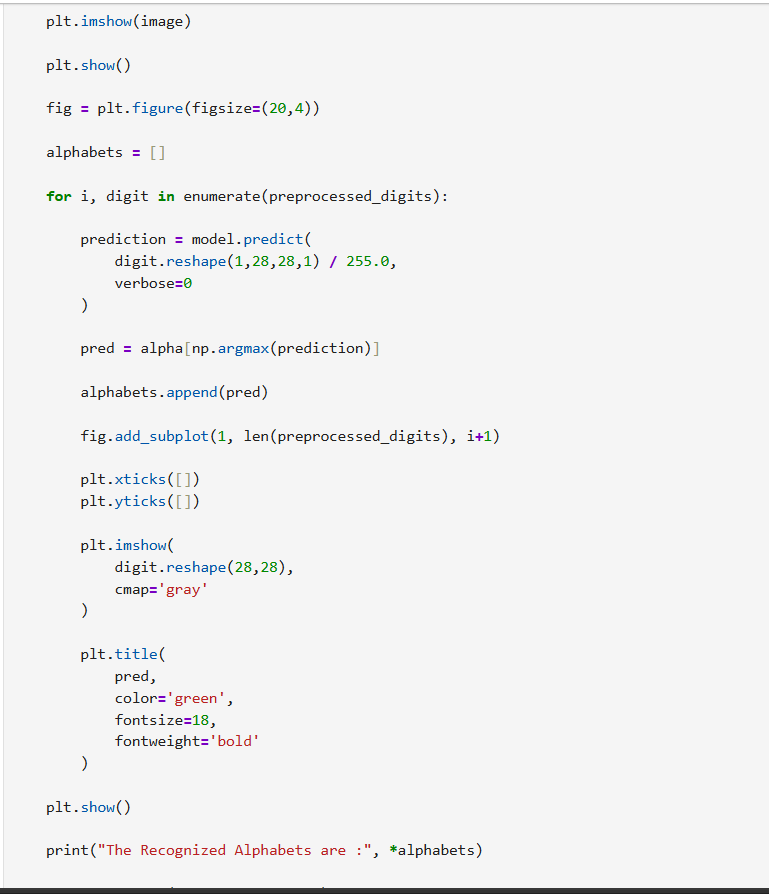 plt.imshow(image)
plt.show()
fig = plt.figure(figsize=(20,4))
alphabets = []
for i, digit in enumerate(preprocessed_digits):
    prediction = model.predict(
        digit.reshape(1,28,28,1) / 255.0,
        verbose=0
    )
    pred = alpha[np.argmax(prediction)]
    alphabets.append(pred)
    fig.add_subplot(1, len(preprocessed_digits), i+1)
    plt.xticks([])
    plt.yticks([])
    plt.imshow(
        digit.reshape(28,28),
        cmap='gray'
    )
    plt.title(
        pred,
        color='green',
        fontsize=18,
        fontweight='bold'
    )
plt.show()
print("The Recognized Alphabets are :", *alphabets)